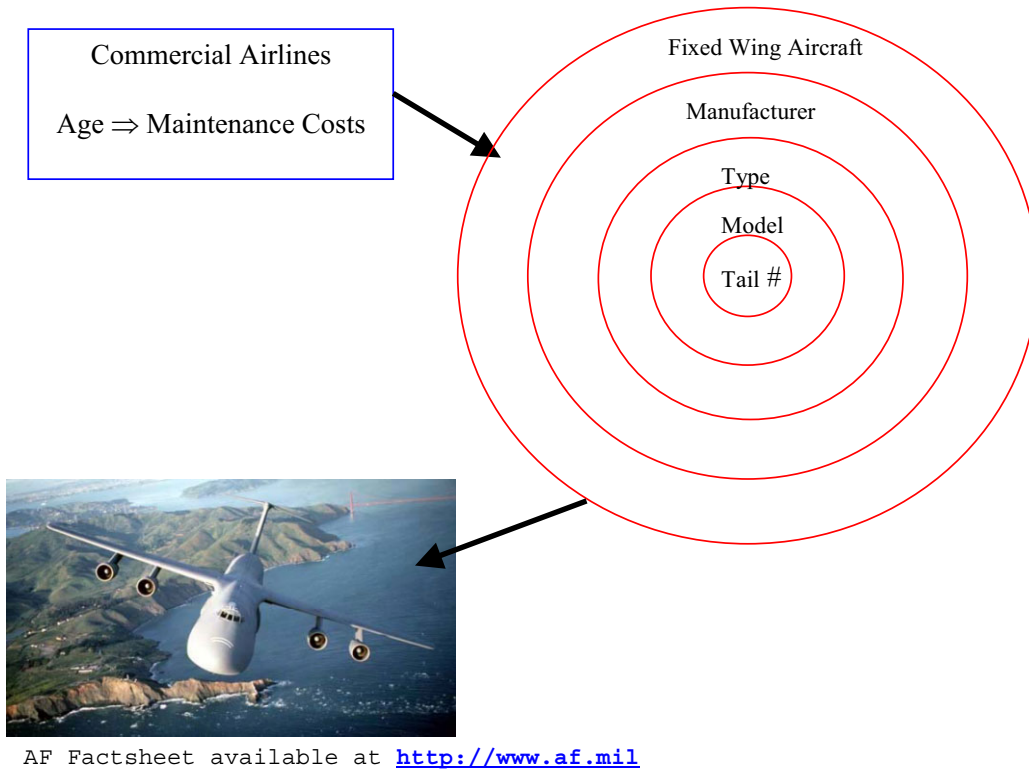 Commercial Airlines
Age ⇒ Maintenance Costs
Fixed Wing Aircraft
Manufacturer
Type
Model
Tail #
AF Factsheet available at http://www.af.mil